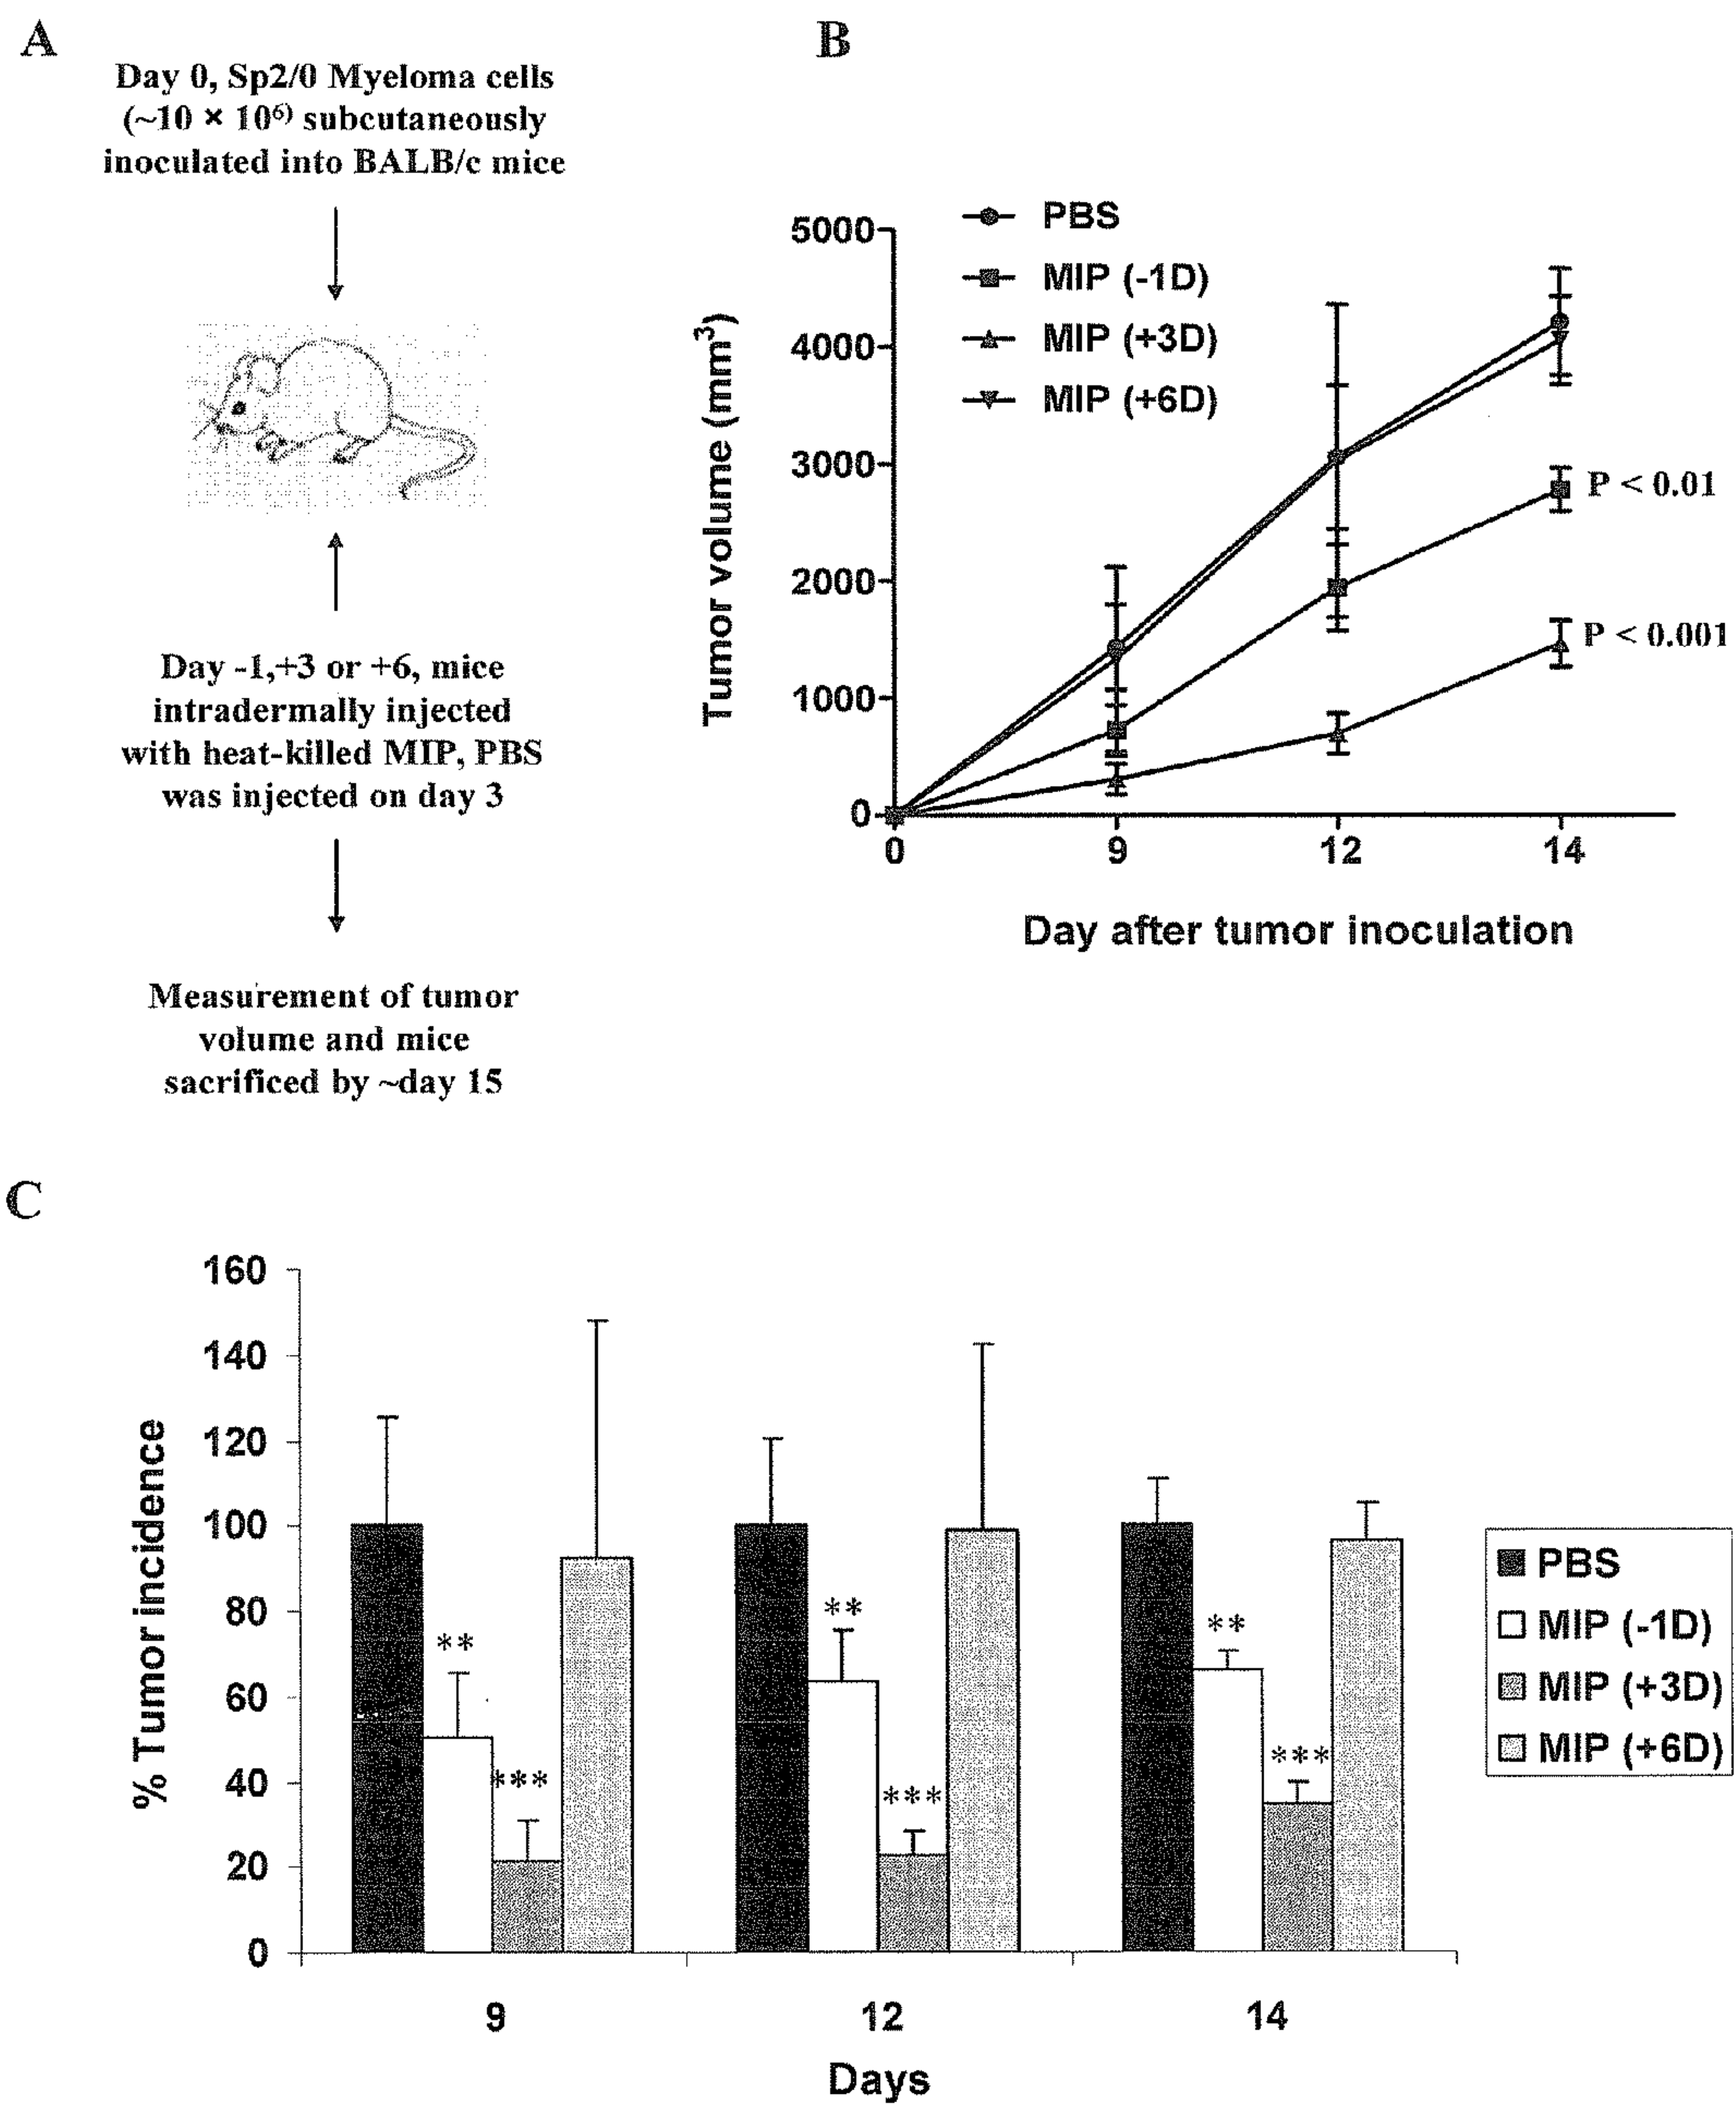 A
Day 0, Sp2/0 Myeloma cells
(~10 × 10⁶⁾ subcutaneously
inoculated into BALB/c mice
Day -1,+3 or +6, mice
intradermally injected
with heat-killed MIP, PBS
was injected on day 3
Measurement of tumor
volume and mice
sacrificed by ~day 15
B
PBS
MIP (-1D)
MIP (+3D)
MIP (+6D)
Tumor volume (mm³)
5000
4000
3000
2000
1000
0
P < 0.01
P < 0.001
0 9 12 14
Day after tumor inoculation
C
% Tumor incidence
160
140
120
100
80
60
40
20
0
** *** ** *** ** ***
9 12 14
Days
PBS
MIP (-1D)
MIP (+3D)
MIP (+6D)